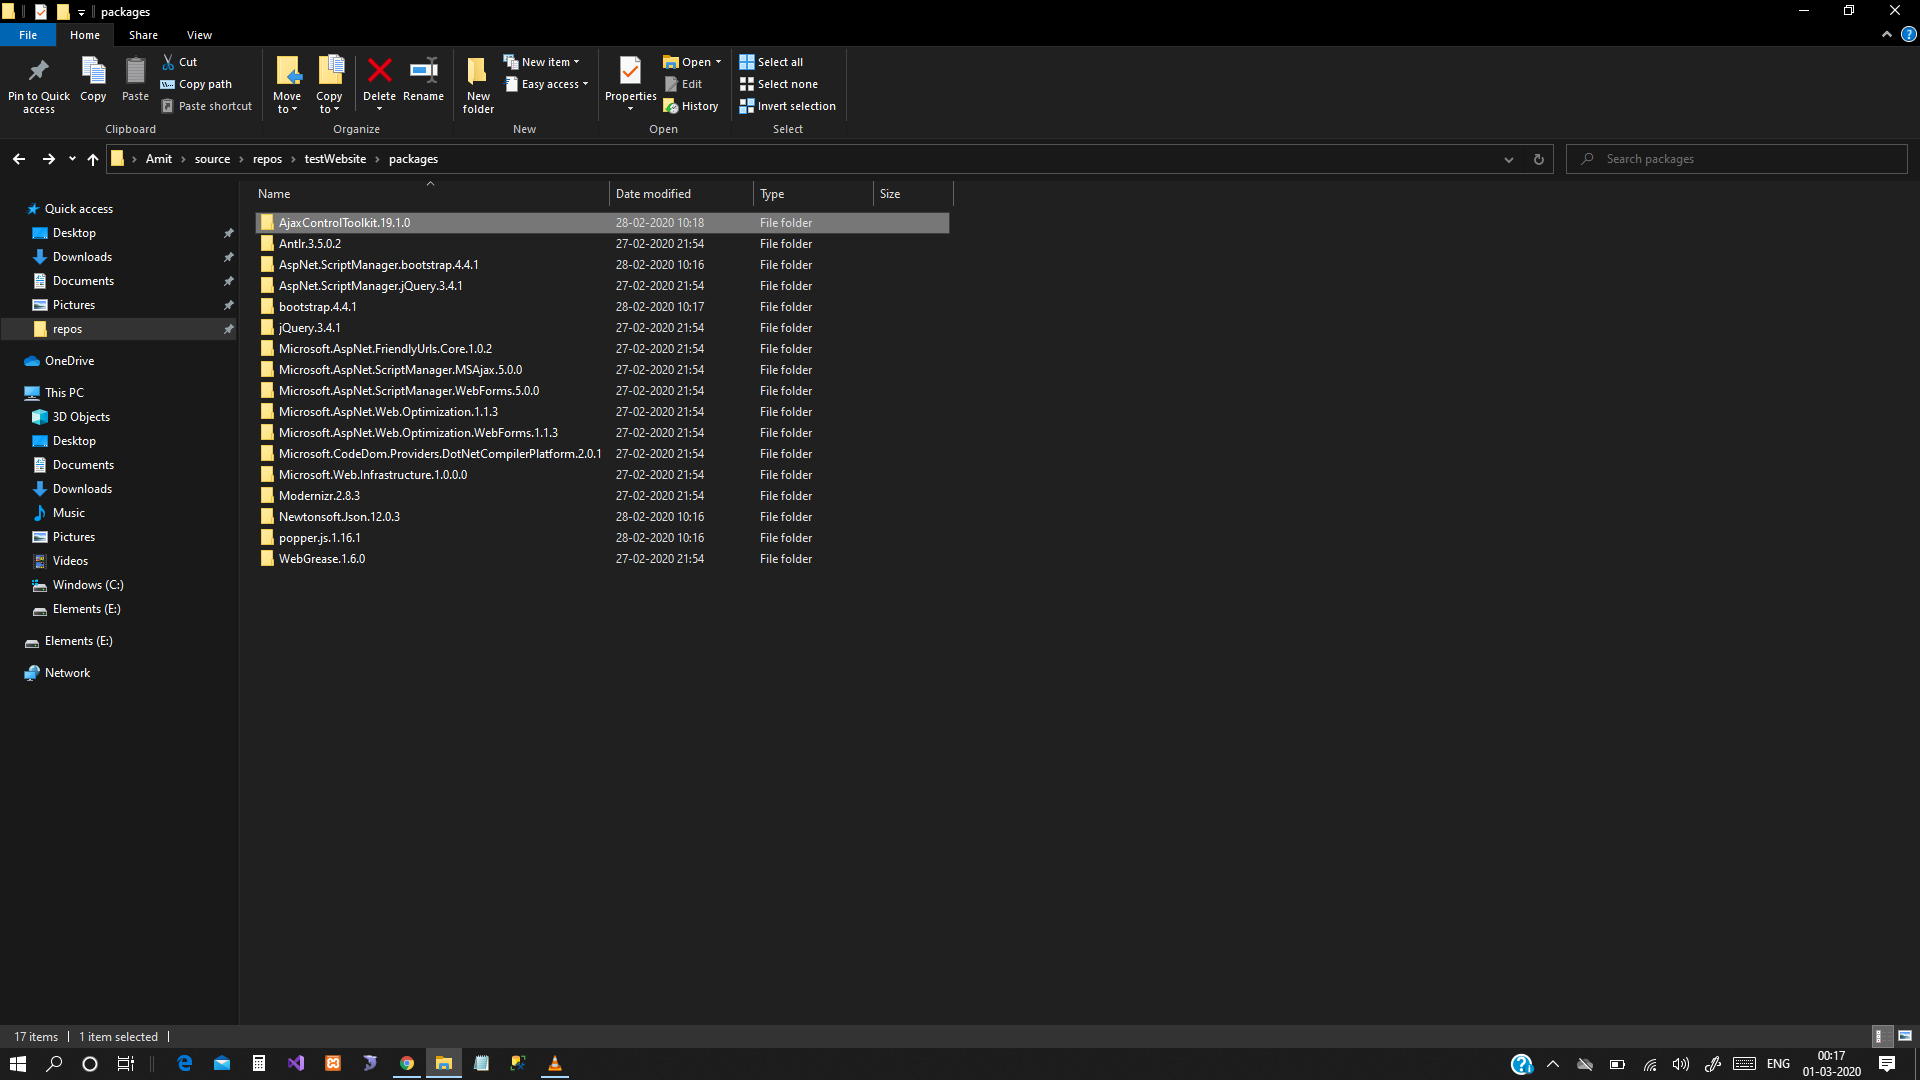 packages
File Home Share View
Pin to Quick access
Copy
Paste
Cut
Copy path
Paste shortcut
Clipboard
Move to
Copy to
Delete
Rename
Organize
New folder
New item
Easy access
New
Properties
Open
Edit
History
Open
Select all
Select none
Invert selection
Select
Amit › source › repos › testWebsite › packages
Search packages
Quick access
Desktop
Downloads
Documents
Pictures
repos
OneDrive
This PC
3D Objects
Desktop
Documents
Downloads
Music
Pictures
Videos
Windows (C:)
Elements (E:)
Elements (E:)
Network
Name Date modified Type Size
AjaxControlToolkit.19.1.0 28-02-2020 10:18 File folder
Antlr.3.5.0.2 27-02-2020 21:54 File folder
AspNet.ScriptManager.bootstrap.4.4.1 28-02-2020 10:16 File folder
AspNet.ScriptManager.jQuery.3.4.1 27-02-2020 21:54 File folder
bootstrap.4.4.1 28-02-2020 10:17 File folder
jQuery.3.4.1 27-02-2020 21:54 File folder
Microsoft.AspNet.FriendlyUrls.Core.1.0.2 27-02-2020 21:54 File folder
Microsoft.AspNet.ScriptManager.MSAjax.5.0.0 27-02-2020 21:54 File folder
Microsoft.AspNet.ScriptManager.WebForms.5.0.0 27-02-2020 21:54 File folder
Microsoft.AspNet.Web.Optimization.1.1.3 27-02-2020 21:54 File folder
Microsoft.AspNet.Web.Optimization.WebForms.1.1.3 27-02-2020 21:54 File folder
Microsoft.CodeDom.Providers.DotNetCompilerPlatform.2.0.1 27-02-2020 21:54 File folder
Microsoft.Web.Infrastructure.1.0.0.0 27-02-2020 21:54 File folder
Modernizr.2.8.3 27-02-2020 21:54 File folder
Newtonsoft.Json.12.0.3 28-02-2020 10:16 File folder
popper.js.1.16.1 28-02-2020 10:16 File folder
WebGrease.1.6.0 27-02-2020 21:54 File folder
17 items 1 item selected
ENG
00:17
01-03-2020